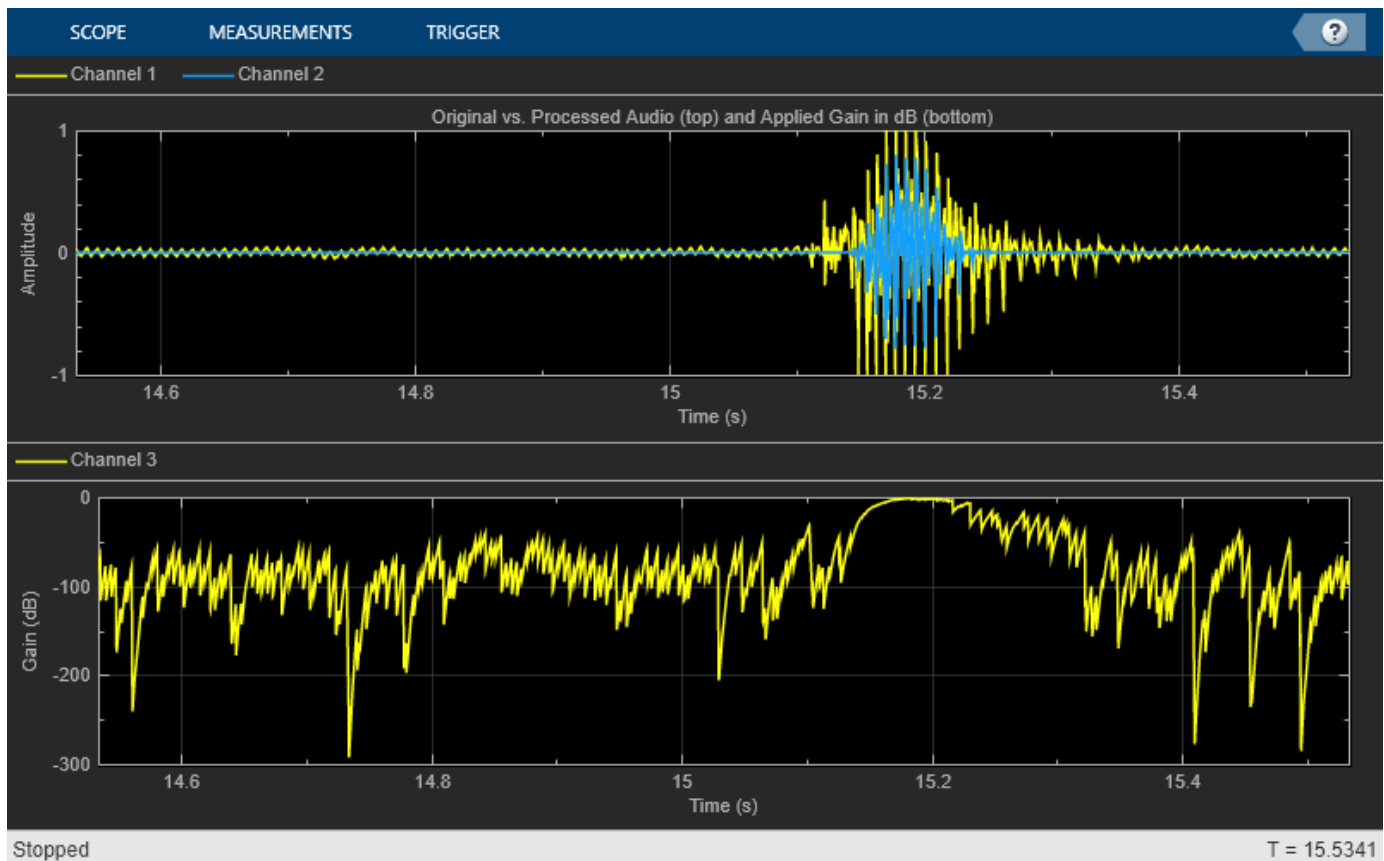 SCOPE MEASUREMENTS TRIGGER ?
Channel 1 Channel 2
Original vs. Processed Audio (top) and Applied Gain in dB (bottom)
1
0
-1
Amplitude
14.6 14.8 15 15.2 15.4
Time (s)
Channel 3
0
-100
-200
-300
Gain (dB)
14.6 14.8 15 15.2 15.4
Time (s)
Stopped T = 15.5341